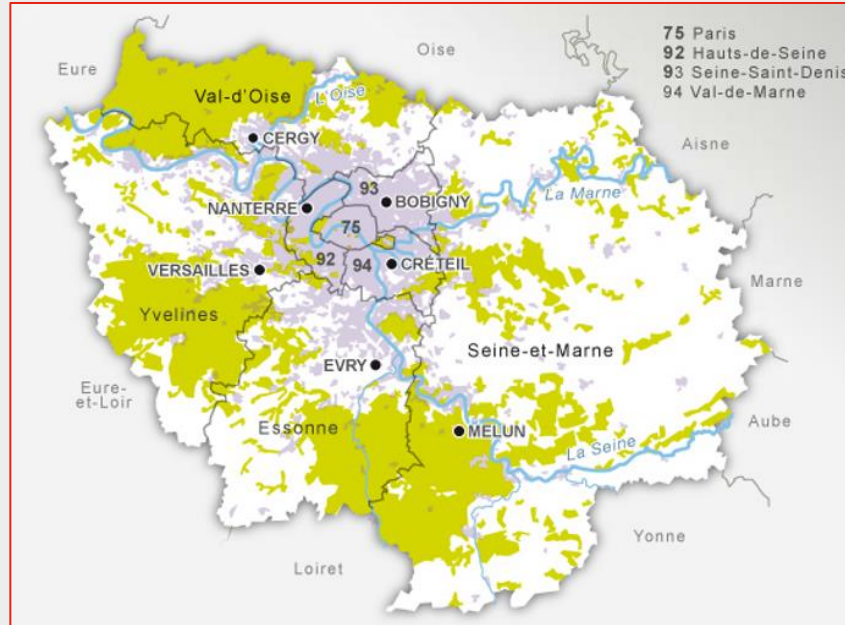 75 Paris
92 Hauts-de-Seine
93 Seine-Saint-Denis
94 Val-de-Marne
Oise
Eure
Val-d'Oise
L'Oise
CERGY
Aisne
93
BOBIGNY
La Marne
NANTERRE
75
92
94
CRÉTEIL
VERSAILLES
Marne
Yvelines
Seine-et-Marne
EVRY
Eure-
et-Loir
Essonne
MELUN
Aube
La Seine
Yonne
Loiret